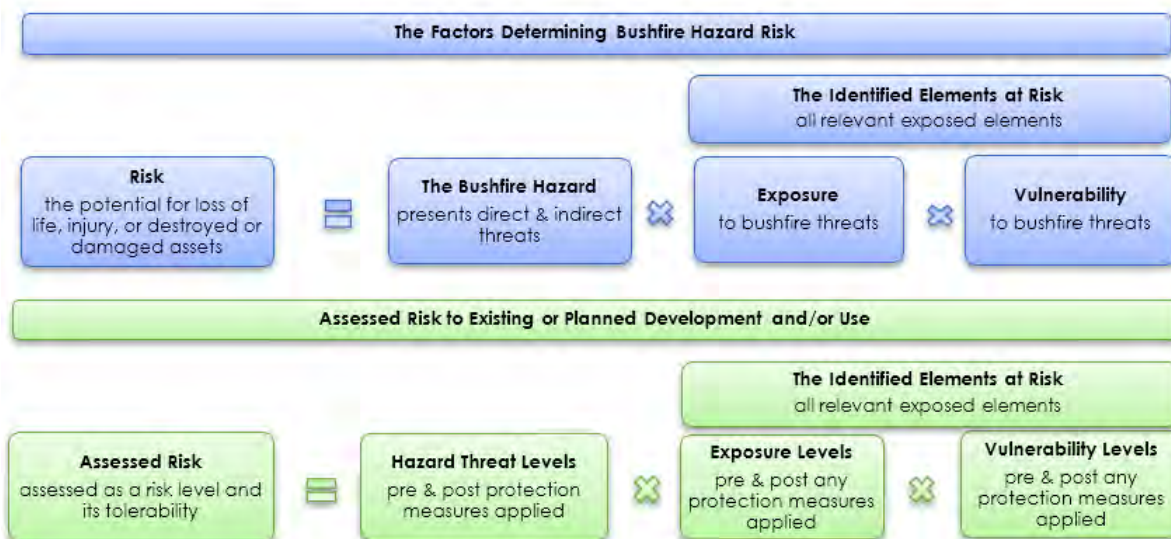 The Factors Determining Bushfire Hazard Risk
The Identified Elements at Risk
all relevant exposed elements
Risk
the potential for loss of
life, injury, or destroyed or
damaged assets
The Bushfire Hazard
presents direct & indirect
threats
Exposure
to bushfire threats
Vulnerability
to bushfire threats
Assessed Risk to Existing or Planned Development and/or Use
The Identified Elements at Risk
all relevant exposed elements
Assessed Risk
assessed as a risk level and
its tolerability
Hazard Threat Levels
pre & post protection
measures applied
Exposure Levels
pre & post any
protection measures
applied
Vulnerability Levels
pre & post any
protection measures
applied